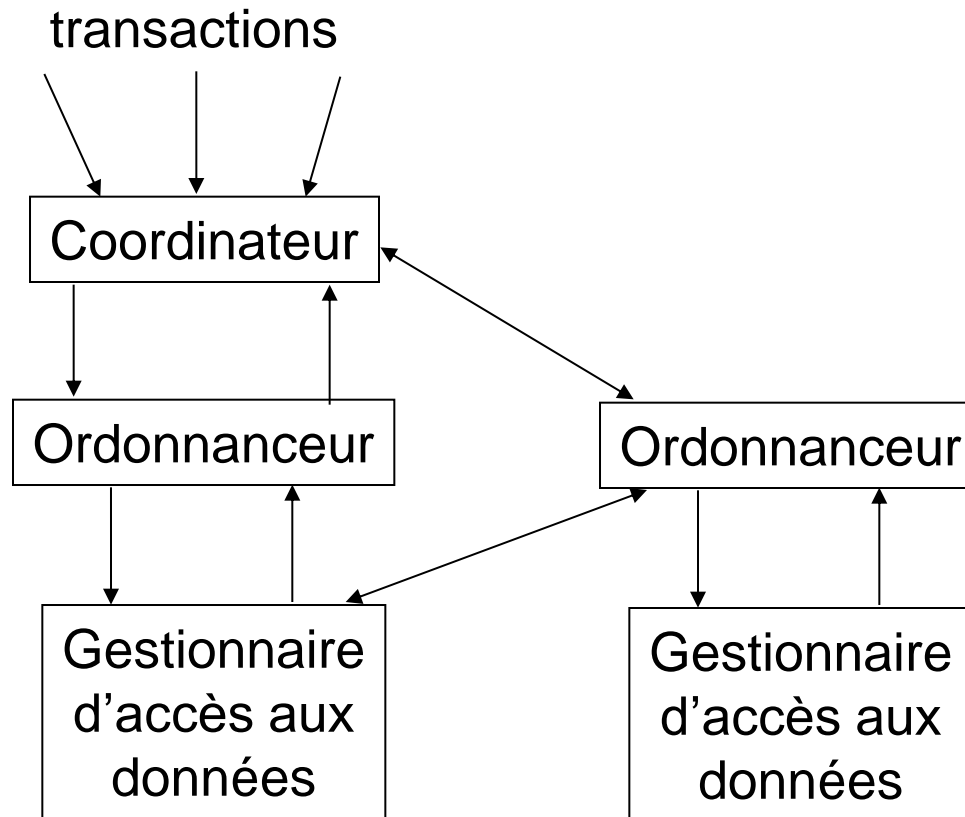 transactions
Coordinateur
Ordonnanceur
Ordonnanceur
Gestionnaire
d’accès aux
données
Gestionnaire
d’accès aux
données